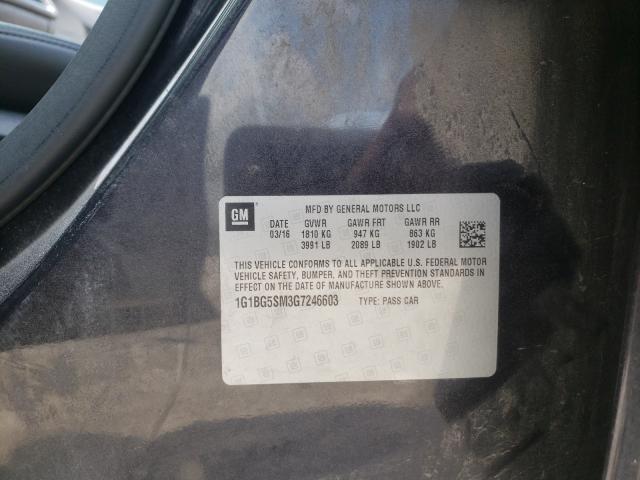 GM
MFD BY GENERAL MOTORS LLC
DATE GVWR GAWR FRT GAWR RR
03/16 1810 KG 947 KG 863 KG
3991 LB 2089 LB 1902 LB
THIS VEHICLE CONFORMS TO ALL APPLICABLE U.S. FEDERAL MOTOR
VEHICLE SAFETY, BUMPER, AND THEFT PREVENTION STANDARDS IN
EFFECT ON THE DATE OF MANUFACTURE SHOWN ABOVE.
1G1BG5SM3G7246603 TYPE: PASS CAR